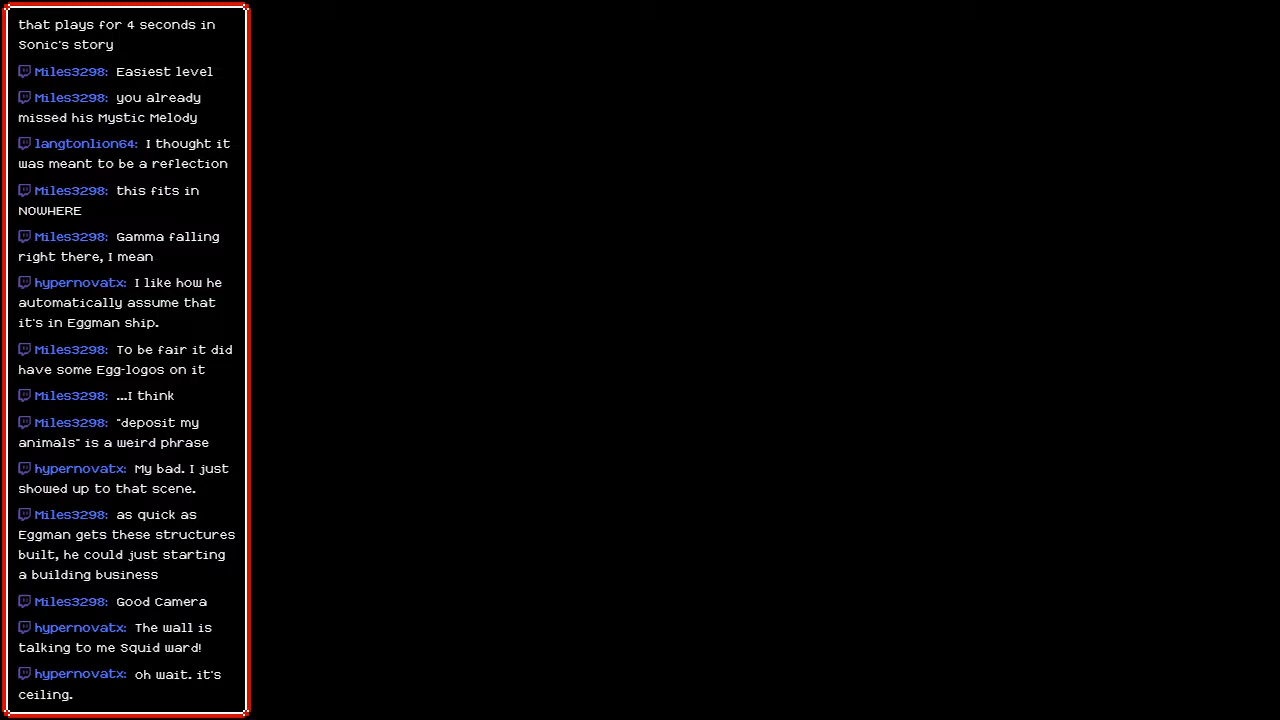 that plays for 4 seconds in
Sonic's story
Miles3298: Easiest level
Miles3298: you already
missed his Mystic Melody
langtonlion64: I thought it
was meant to be a reflection
Miles3298: this fits in
NOWHERE
Miles3298: Gamma falling
right there, I mean
hypernovatx: I like how he
automatically assume that
it's in Eggman ship.
Miles3298: To be fair it did
have some Egg-logos on it
Miles3298: ...I think
Miles3298: "deposit my
animals" is a weird phrase
hypernovatx: My bad. I just
showed up to that scene.
Miles3298: as quick as
Eggman gets these structures
built, he could just starting
a building business
Miles3298: Good Camera
hypernovatx: The wall is
talking to me Squid ward!
hypernovatx: oh wait. it's
ceiling.